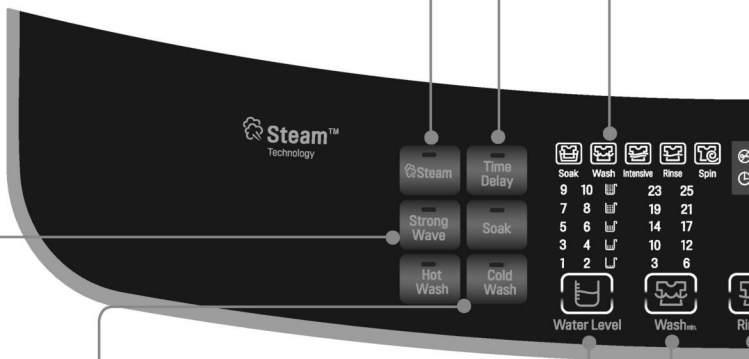 Steam™
Technology
Steam
Time
Delay
Strong
Wave
Soak
Hot
Wash
Cold
Wash
Soak Wash Intensive Rinse Spin
9 10 23 25
7 8 19 21
5 6 14 17
3 4 10 12
1 2 3 6
Water Level
Wash min.